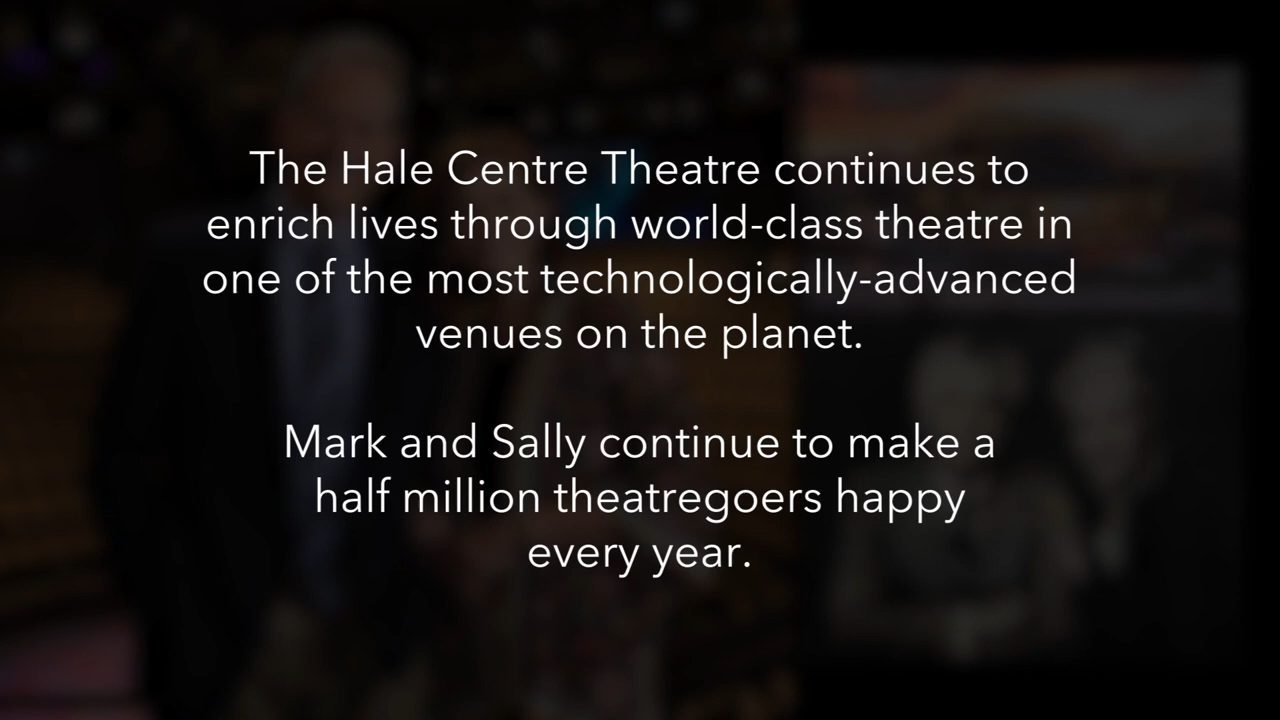 The Hale Centre Theatre continues to
enrich lives through world-class theatre in
one of the most technologically-advanced
venues on the planet.
Mark and Sally continue to make a
half million theatregoers happy
every year.